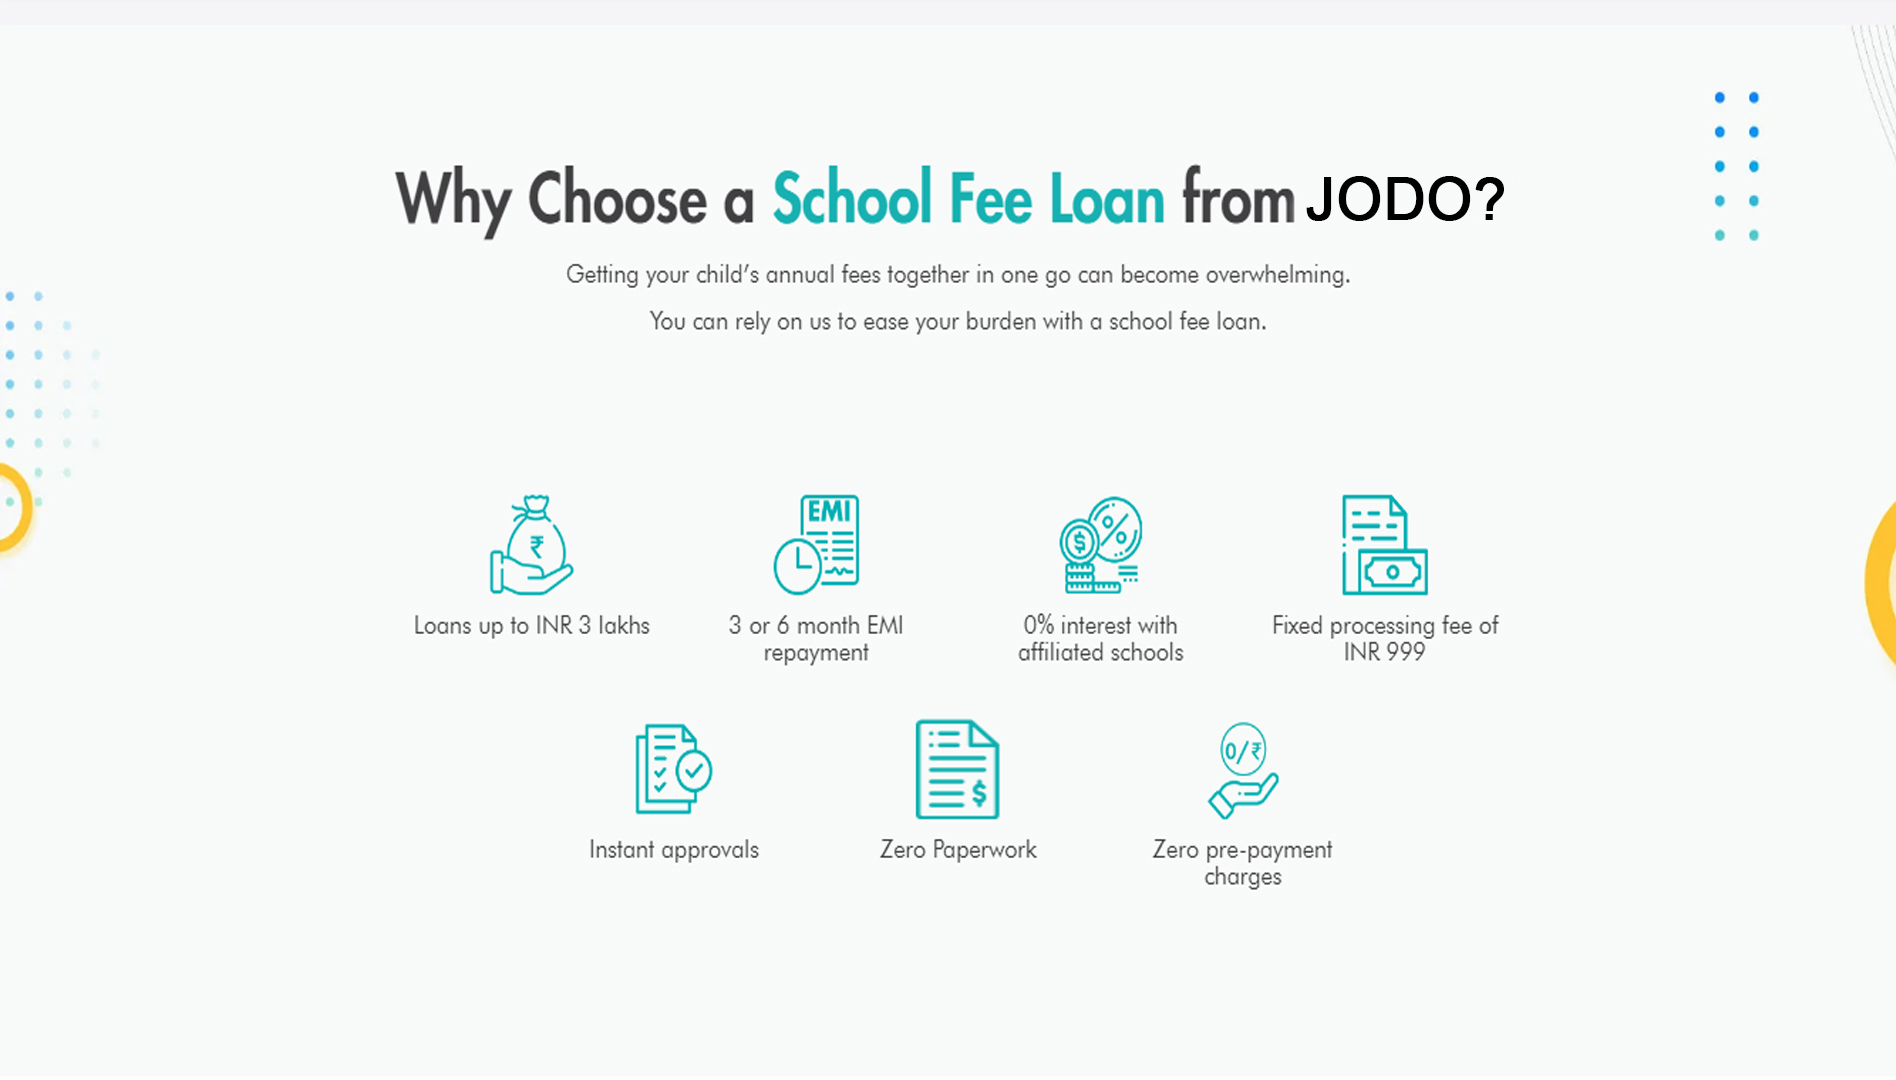 Why Choose a School Fee Loan from JODO?
Getting your child's annual fees together in one go can become overwhelming.
You can rely on us to ease your burden with a school fee loan.
₹
EMI
$
%
Loans up to INR 3 lakhs
3 or 6 month EMI
repayment
0% interest with
affiliated schools
Fixed processing fee of
INR 999
$
0/₹
Instant approvals
Zero Paperwork
Zero pre-payment
charges